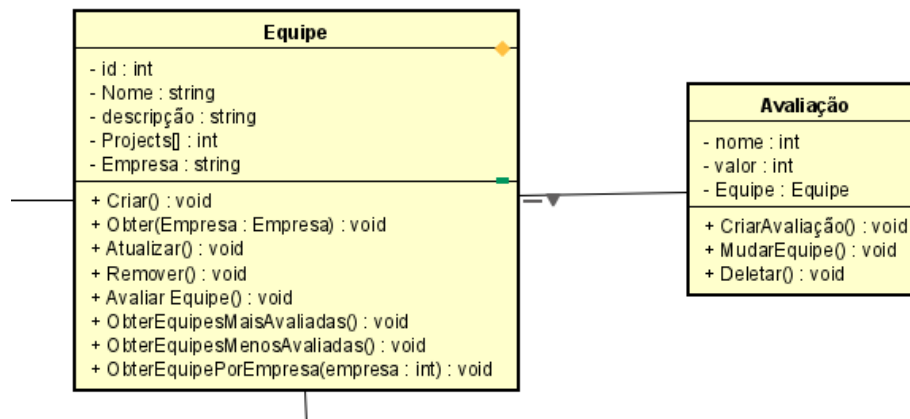 Equipe
- id : int
- Nome : string
- descripção : string
- Projects[] : int
- Empresa : string
+ Criar() : void
+ Obter(Empresa : Empresa) : void
+ Atualizar() : void
+ Remover() : void
+ Avaliar Equipe() : void
+ ObterEquipesMaisAvaliadas() : void
+ ObterEquipesMenosAvaliadas() : void
+ ObterEquipePorEmpresa(empresa : int) : void
Avaliação
- nome : int
- valor : int
- Equipe : Equipe
+ CriarAvaliação() : void
+ MudarEquipe() : void
+ Deletar() : void